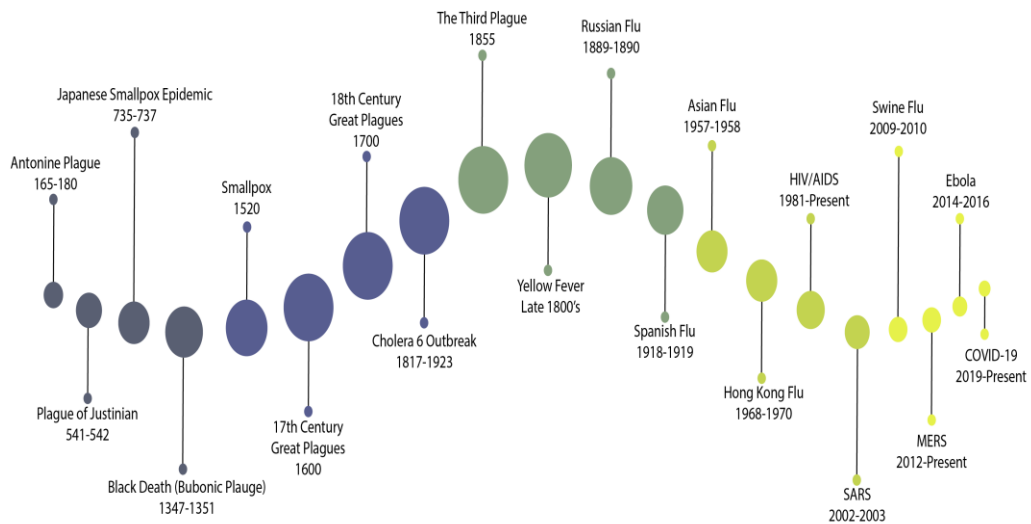 Antonine Plague
165-180
Plague of Justinian
541-542
Japanese Smallpox Epidemic
735-737
Black Death (Bubonic Plauge)
1347-1351
Smallpox
1520
17th Century
Great Plagues
1600
18th Century
Great Plagues
1700
Cholera 6 Outbreak
1817-1923
The Third Plague
1855
Yellow Fever
Late 1800's
Russian Flu
1889-1890
Spanish Flu
1918-1919
Asian Flu
1957-1958
Hong Kong Flu
1968-1970
HIV/AIDS
1981-Present
SARS
2002-2003
Swine Flu
2009-2010
MERS
2012-Present
Ebola
2014-2016
COVID-19
2019-Present